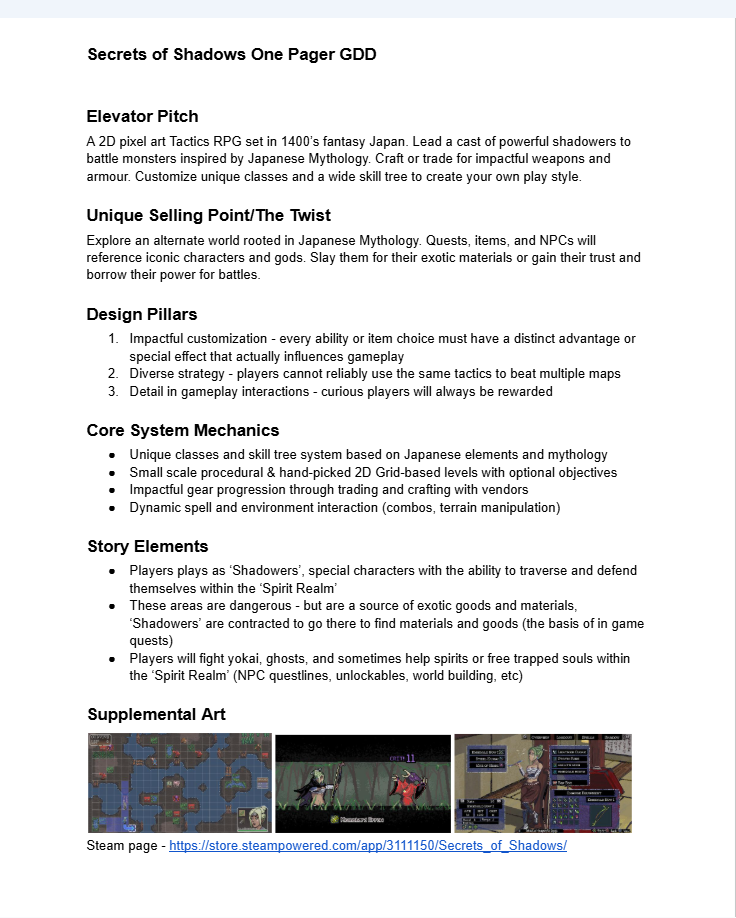 Secrets of Shadows One Pager GDD
Elevator Pitch
A 2D pixel art Tactics RPG set in 1400's fantasy Japan. Lead a cast of powerful shadowers to
battle monsters inspired by Japanese Mythology. Craft or trade for impactful weapons and
armour. Customize unique classes and a wide skill tree to create your own play style.
Unique Selling Point/The Twist
Explore an alternate world rooted in Japanese Mythology. Quests, items, and NPCs will
reference iconic characters and gods. Slay them for their exotic materials or gain their trust and
borrow their power for battles.
Design Pillars
1. Impactful customization - every ability or item choice must have a distinct advantage or
special effect that actually influences gameplay
2. Diverse strategy - players cannot reliably use the same tactics to beat multiple maps
3. Detail in gameplay interactions - curious players will always be rewarded
Core System Mechanics
● Unique classes and skill tree system based on Japanese elements and mythology
● Small scale procedural & hand-picked 2D Grid-based levels with optional objectives
● Impactful gear progression through trading and crafting with vendors
● Dynamic spell and environment interaction (combos, terrain manipulation)
Story Elements
● Players plays as ‘Shadowers’, special characters with the ability to traverse and defend
themselves within the ‘Spirit Realm’
● These areas are dangerous - but are a source of exotic goods and materials,
‘Shadowers’ are contracted to go there to find materials and goods (the basis of in game
quests)
● Players will fight yokai, ghosts, and sometimes help spirits or free trapped souls within
the ‘Spirit Realm’ (NPC questlines, unlockables, world building, etc)
Supplemental Art
11
Steam page - https://store.steampowered.com/app/3111150/Secrets_of_Shadows/